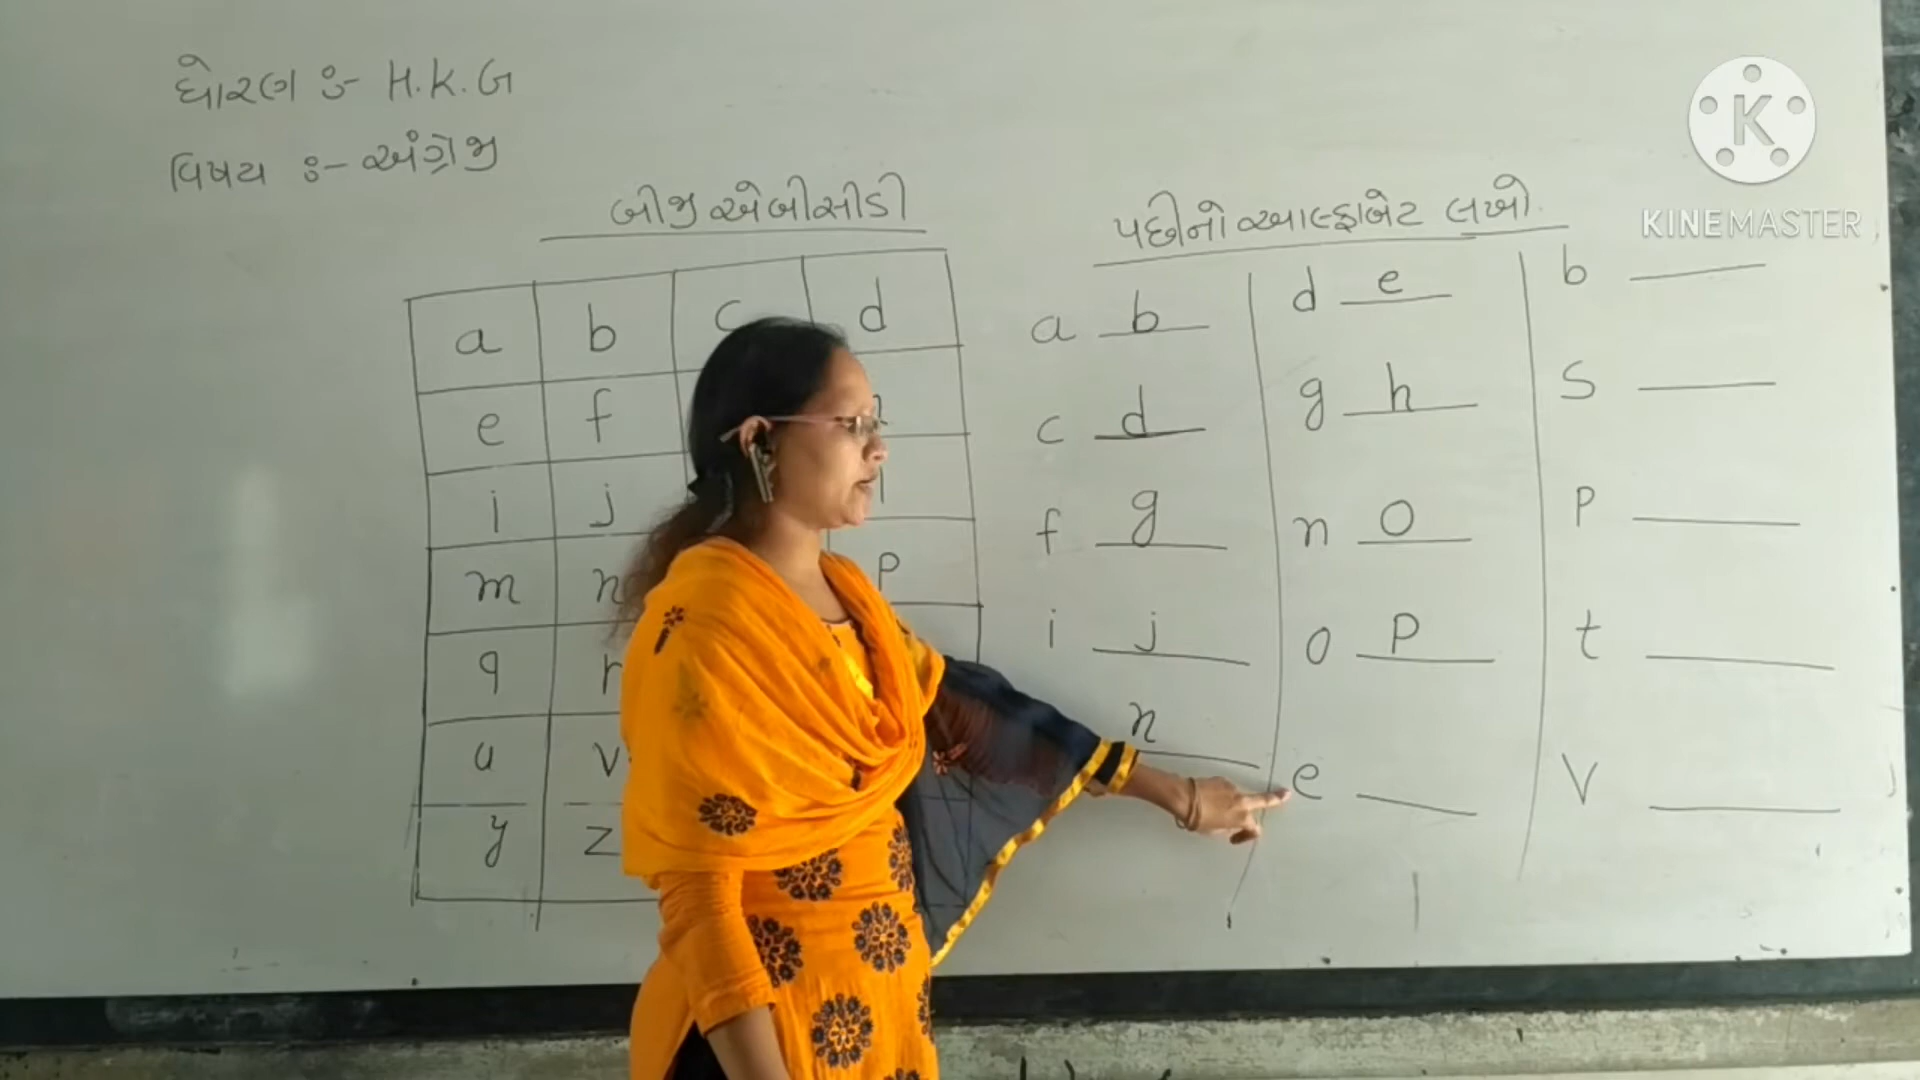 ધોરણ ઃ- H.K.G
વિષય ઃ- અંગ્રેજી
બીજી એબીસીડી
a b c d
e f
i j l
m n p
q r
u v
y z
પછીનો આલ્ફાબેટ લખો.
a b
c d
f g
i j
n
d e
g h
n o
o p
e
b
s
p
t
v
K
KINEMASTER